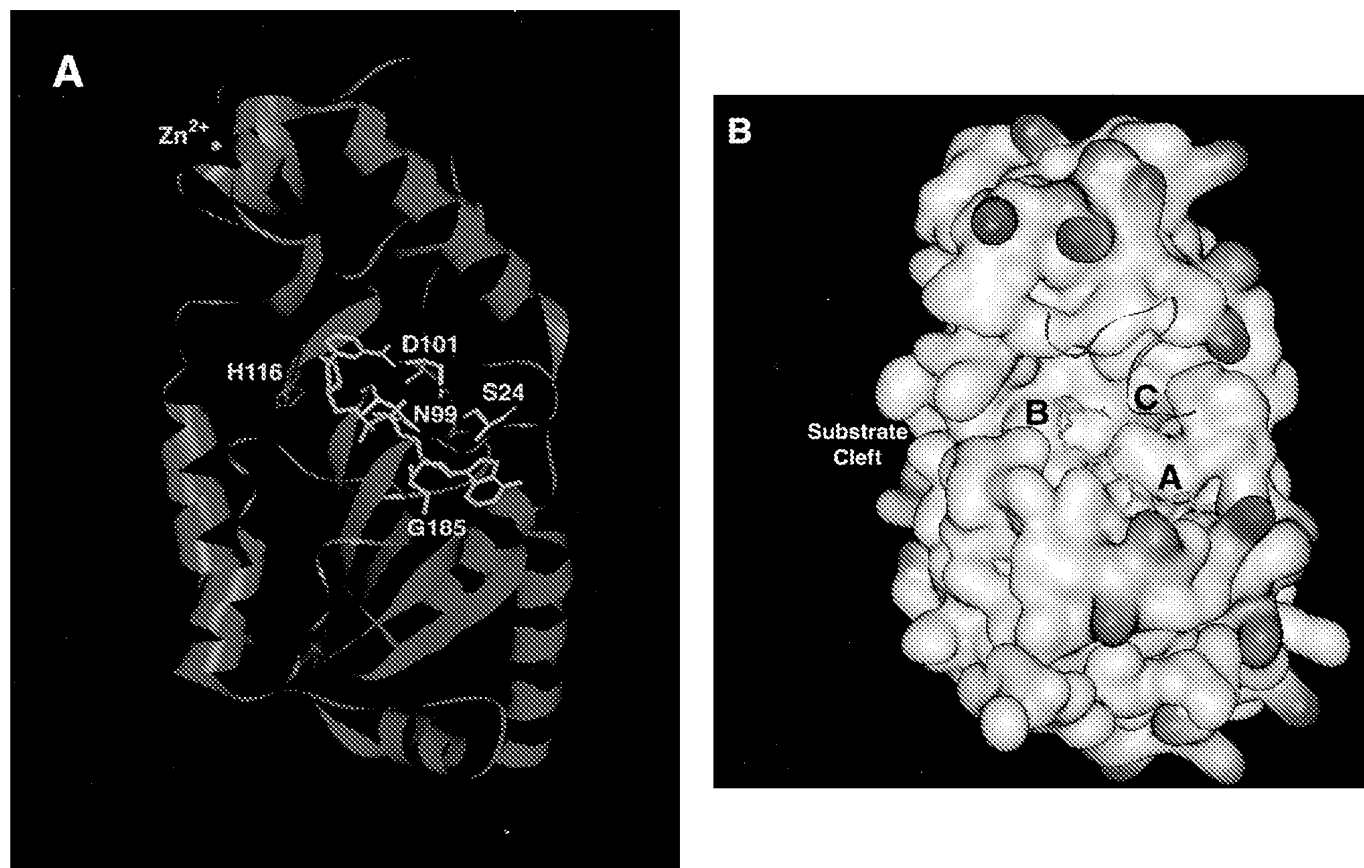 A
Zn2+
D101
H116
S24
N99
G185
B
C
B
Substrate
Cleft
A